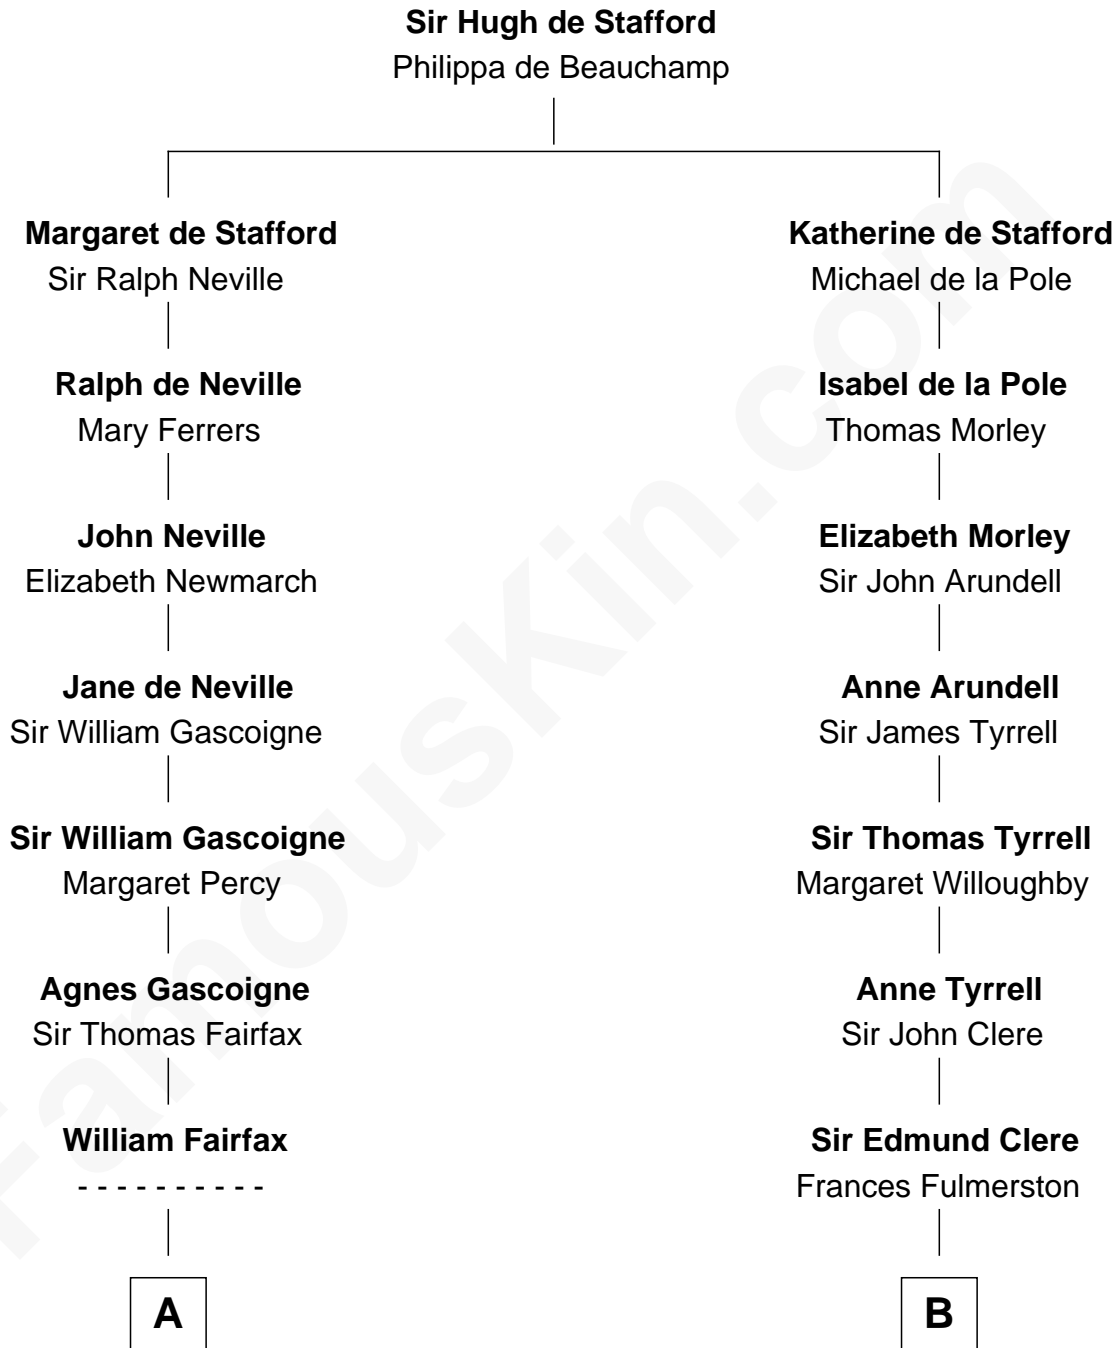 Sir Hugh de Stafford
Philippa de Beauchamp
Margaret de Stafford
Sir Ralph Neville
Katherine de Stafford
Michael de la Pole
Ralph de Neville
Mary Ferrers
Isabel de la Pole
Thomas Morley
John Neville
Elizabeth Newmarch
Elizabeth Morley
Sir John Arundell
Jane de Neville
Sir William Gascoigne
Anne Arundell
Sir James Tyrrell
Sir William Gascoigne
Margaret Percy
Sir Thomas Tyrrell
Margaret Willoughby
Agnes Gascoigne
Sir Thomas Fairfax
Anne Tyrrell
Sir John Clere
William Fairfax
- - - - - - - - - -
Sir Edmund Clere
Frances Fulmerston
A
B
FamousKin.com